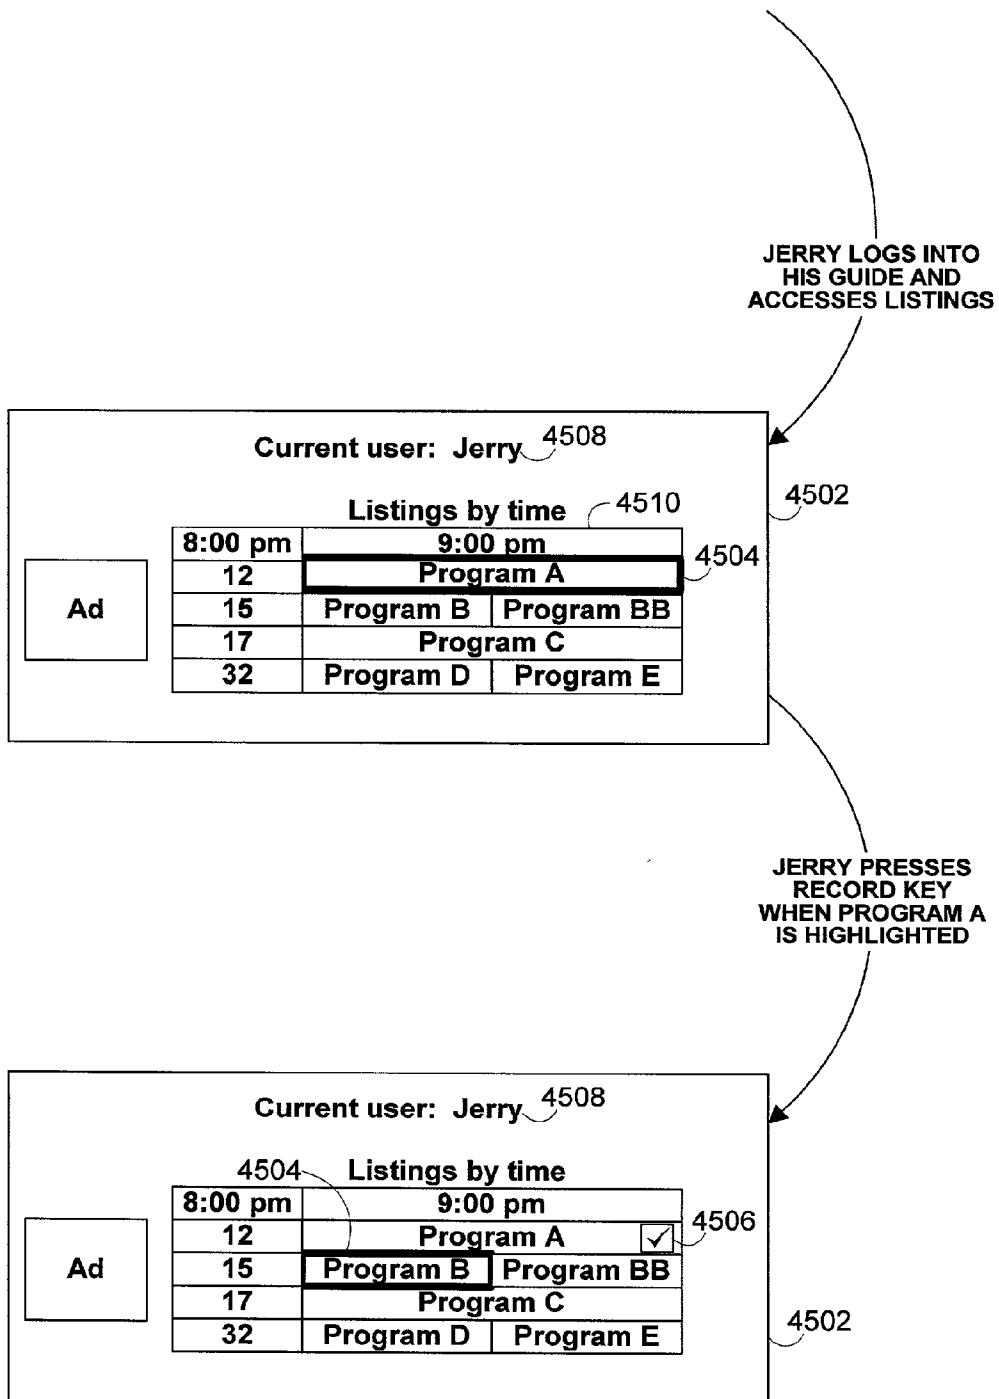 JERRY LOGS INTO
HIS GUIDE AND
ACCESSES LISTINGS
Current user: Jerry 4508
4502
Listings by time 4510
8:00 pm 9:00 pm
4504
12 Program A
Ad
15 Program B Program BB
17 Program C
32 Program D Program E
JERRY PRESSES
RECORD KEY
WHEN PROGRAM A
IS HIGHLIGHTED
Current user: Jerry 4508
4504 Listings by time
8:00 pm 9:00 pm
12 Program A 4506
Ad
15 Program B Program BB
17 Program C
32 Program D Program E
4502